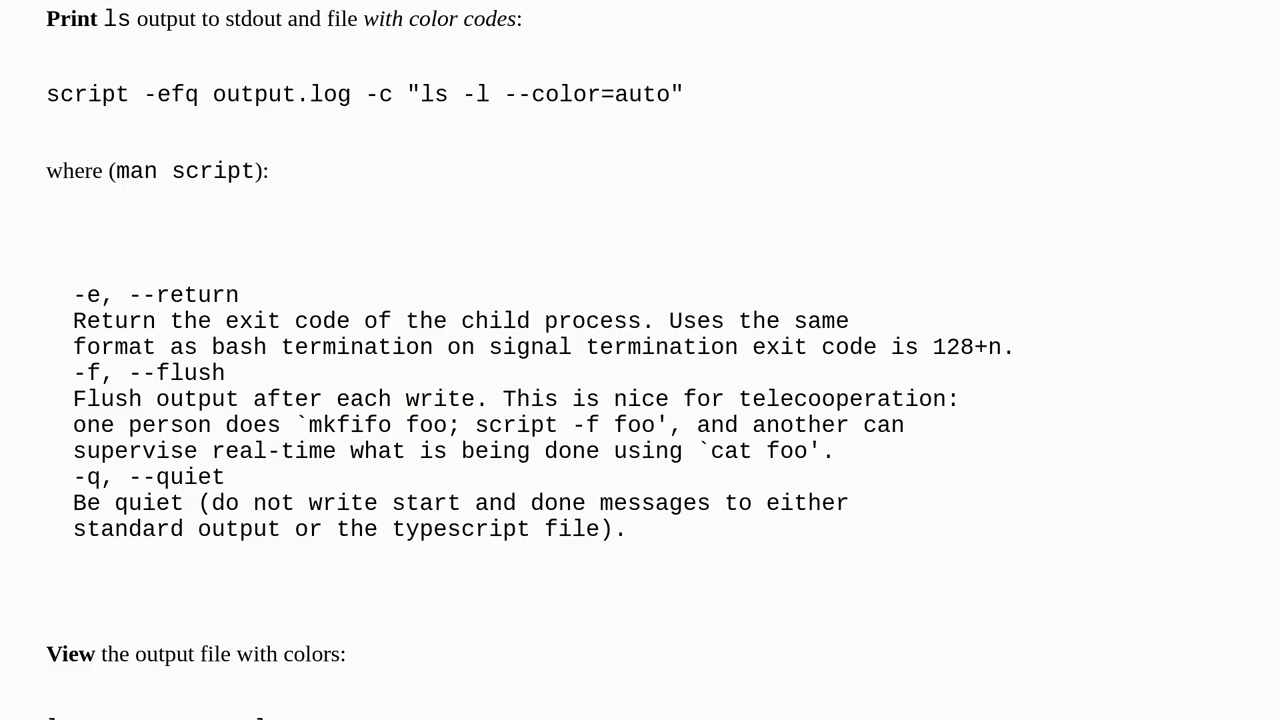 Print ls output to stdout and file with color codes:
script -efq output.log -c "ls -l --color=auto"
where (man script):
-e, --return
Return the exit code of the child process. Uses the same
format as bash termination on signal termination exit code is 128+n.
-f, --flush
Flush output after each write. This is nice for telecooperation:
one person does `mkfifo foo; script -f foo', and another can
supervise real-time what is being done using `cat foo'.
-q, --quiet
Be quiet (do not write start and done messages to either
standard output or the typescript file).
View the output file with colors: